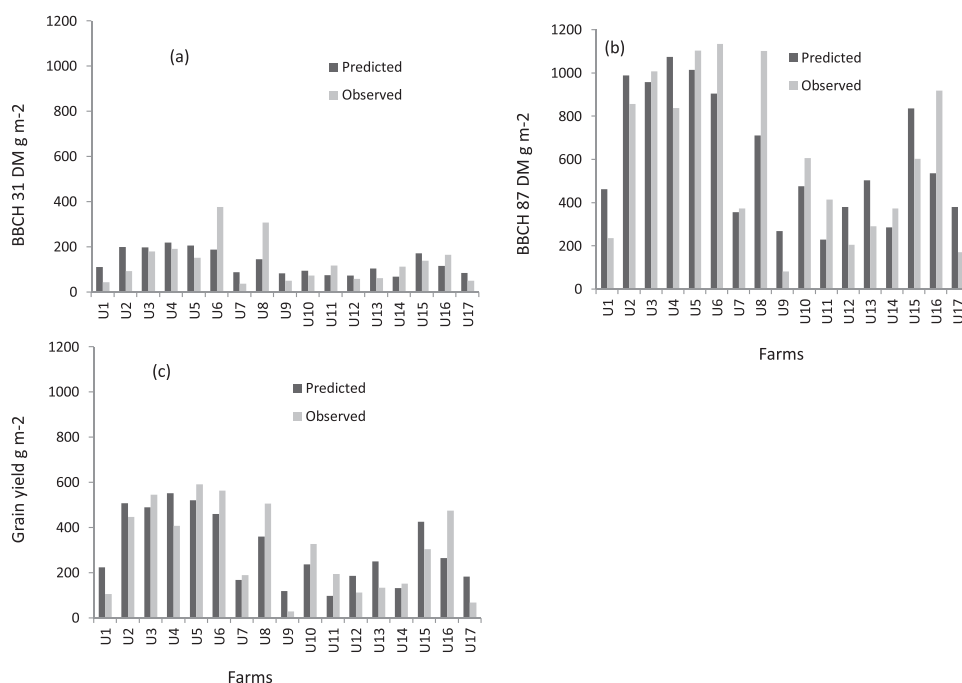 (a)
Predicted
Observed
BBCH 31 DM g m-2
1200
1000
800
600
400
200
0
U1 U2 U3 U4 U5 U6 U7 U8 U9 U10 U11 U12 U13 U14 U15 U16 U17
(b)
Predicted
Observed
BBCH 87 DM g m-2
1200
1000
800
600
400
200
0
U1 U2 U3 U4 U5 U6 U7 U8 U9 U10 U11 U12 U13 U14 U15 U16 U17
Farms
(c)
Predicted
Observed
Grain yield g m-2
1200
1000
800
600
400
200
0
U1 U2 U3 U4 U5 U6 U7 U8 U9 U10 U11 U12 U13 U14 U15 U16 U17
Farms